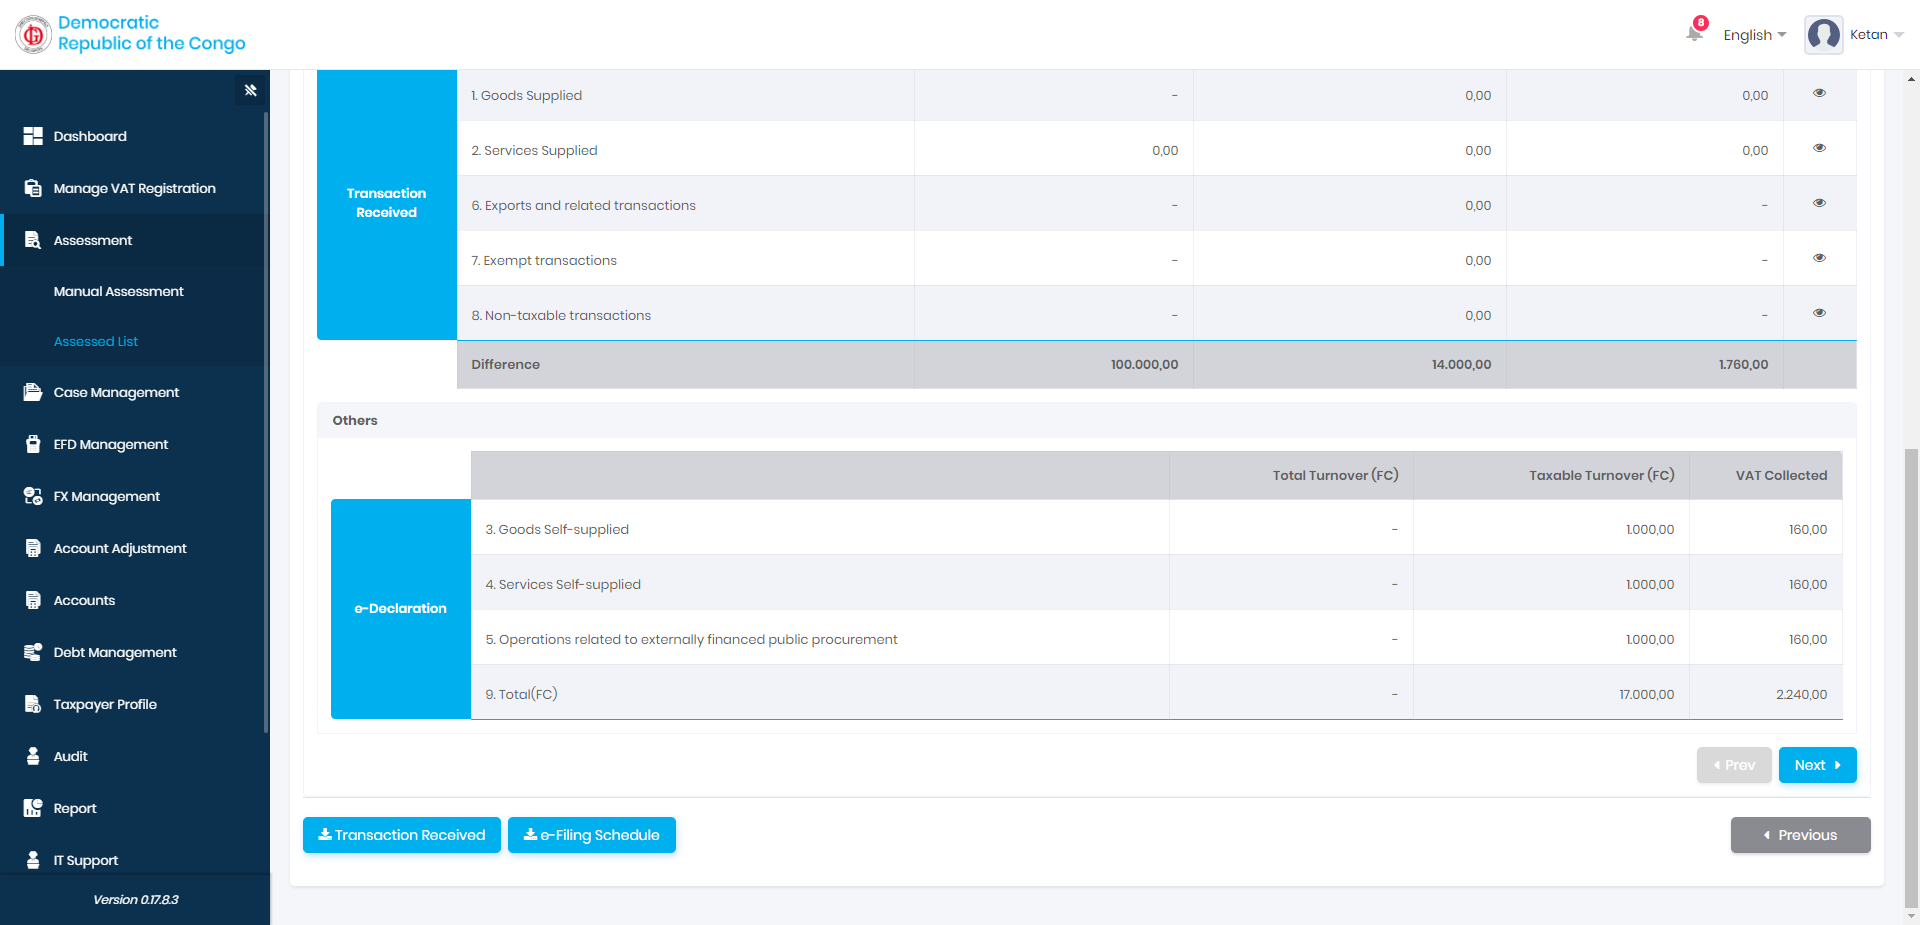 Democratic
Republic of the Congo
8
English
Ketan
Dashboard
Manage VAT Registration
Assessment
Manual Assessment
Assessed List
Case Management
EFD Management
FX Management
Account Adjustment
Accounts
Debt Management
Taxpayer Profile
Audit
Report
IT Support
Version 0.17.8.3
Transaction
Received
1. Goods Supplied - 0,00 0,00
2. Services Supplied 0,00 0,00 0,00
6. Exports and related transactions - 0,00 -
7. Exempt transactions - 0,00 -
8. Non-taxable transactions - 0,00 -
Difference 100.000,00 14.000,00 1.760,00
Others
Total Turnover (FC) Taxable Turnover (FC) VAT Collected
e-Declaration
3. Goods Self-supplied - 1.000,00 160,00
4. Services Self-supplied - 1.000,00 160,00
5. Operations related to externally financed public procurement - 1.000,00 160,00
9. Total(FC) - 17.000,00 2.240,00
Prev Next
Transaction Received e-Filing Schedule Previous